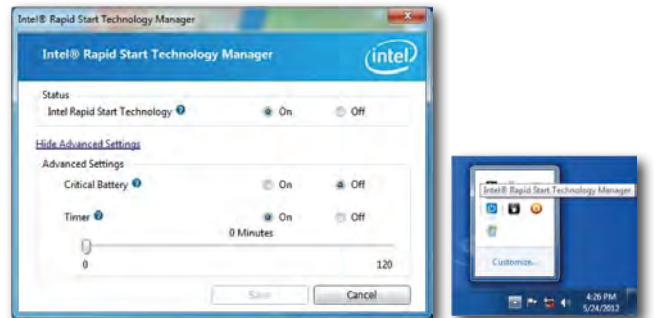 Intel® Rapid Start Technology Manager
Intel® Rapid Start Technology Manager
intel
Status
Intel Rapid Start Technology ? On Off
Hide Advanced Settings
Advanced Settings
Critical Battery ? On Off
Timer ? On Off
0 Minutes
0 120
Save Cancel
Intel® Rapid Start Technology Manager
Customize...
4:26 PM
5/24/2012